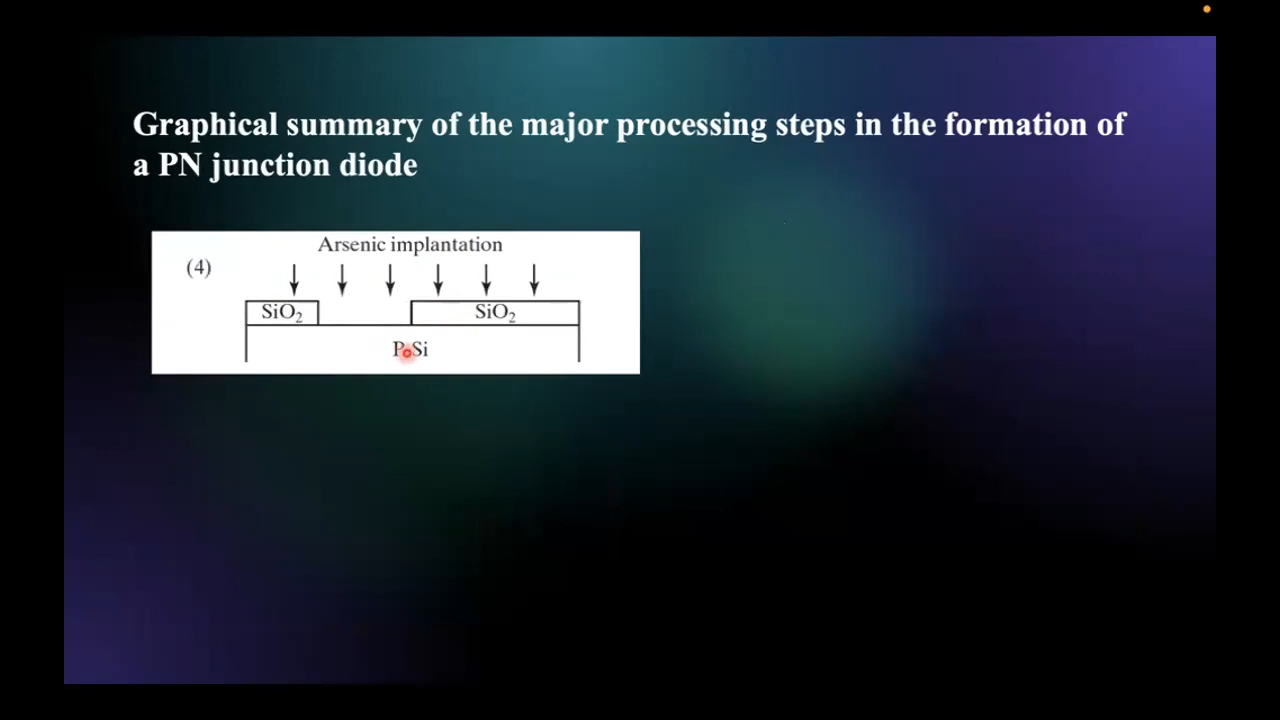 Graphical summary of the major processing steps in the formation of
a PN junction diode
Arsenic implantation
(4)
SiO₂ SiO₂
P Si